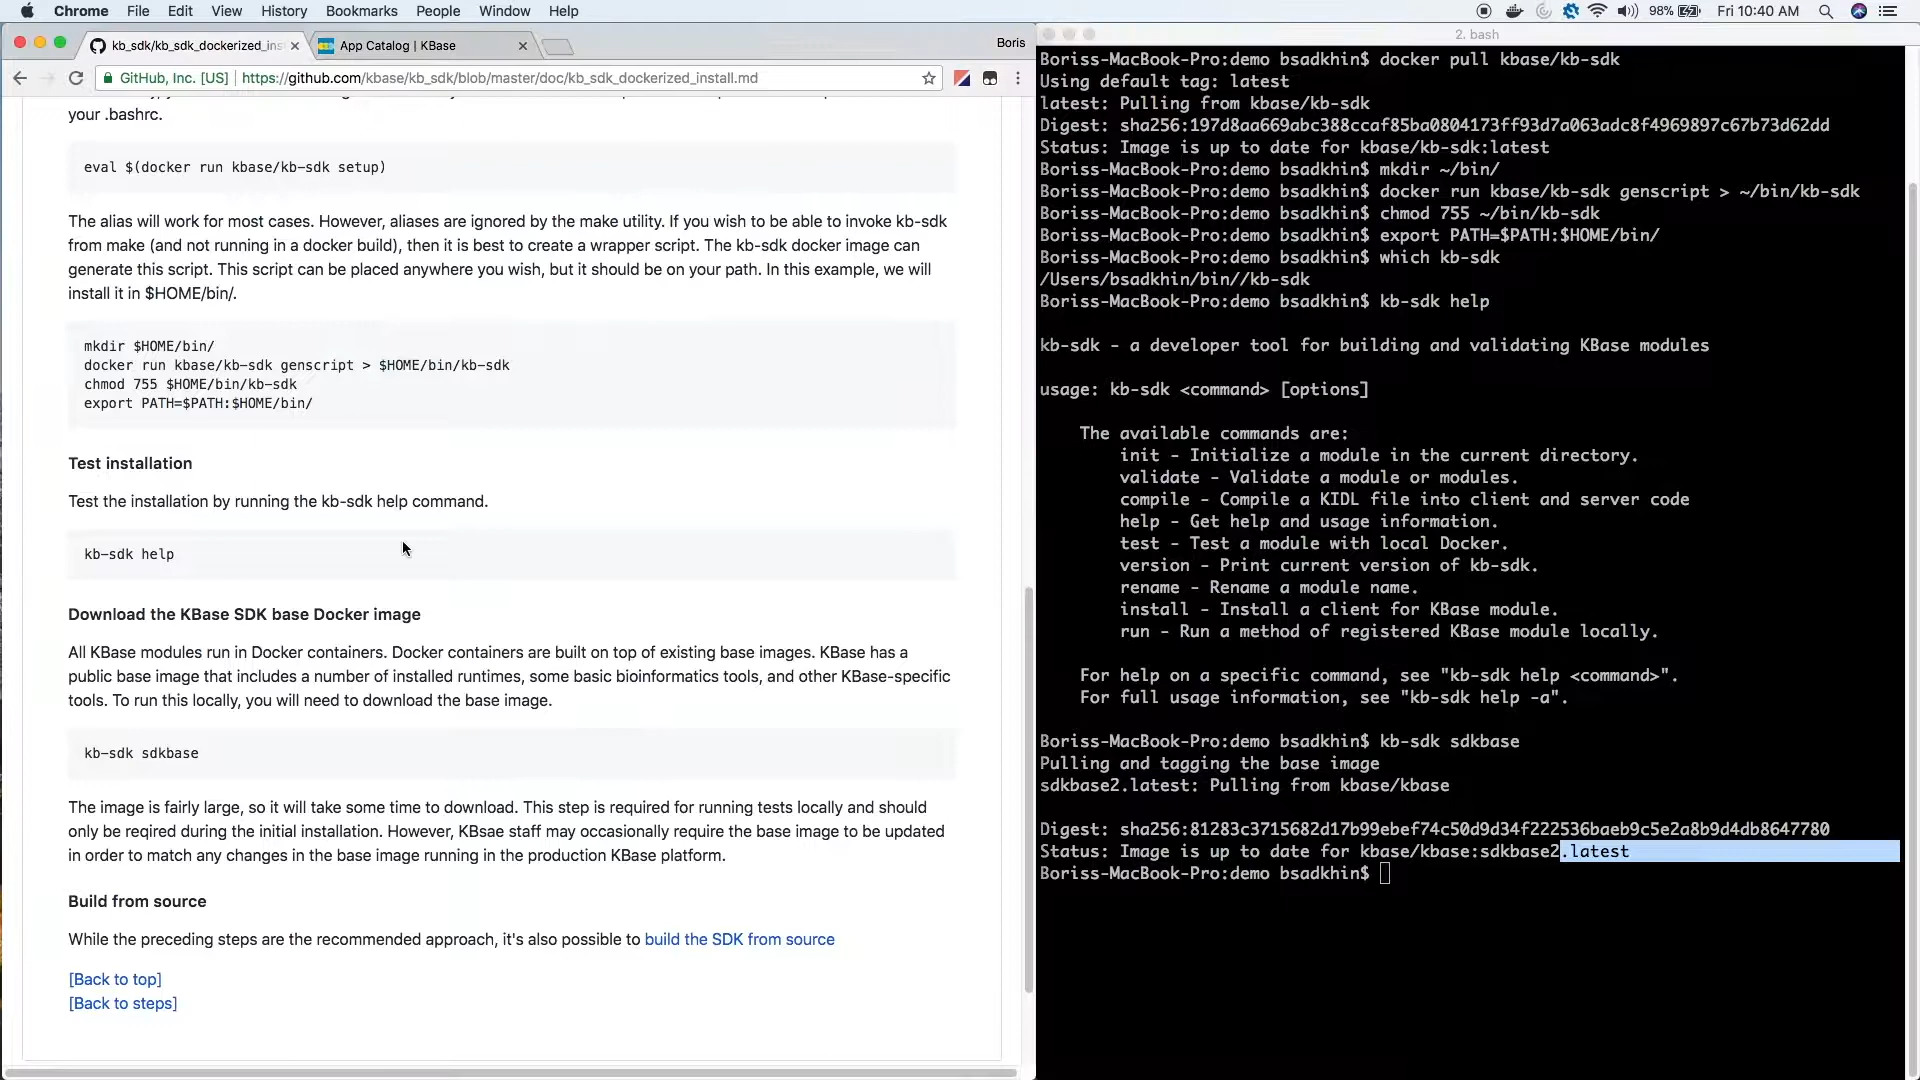 Chrome File Edit View History Bookmarks People Window Help
98% Fri 10:40 AM
kb_sdk/kb_sdk_dockerized_ins
App Catalog | KBase
Boris
GitHub, Inc. [US] https://github.com/kbase/kb_sdk/blob/master/doc/kb_sdk_dockerized_install.md
your .bashrc.
eval $(docker run kbase/kb-sdk setup)
The alias will work for most cases. However, aliases are ignored by the make utility. If you wish to be able to invoke kb-sdk
from make (and not running in a docker build), then it is best to create a wrapper script. The kb-sdk docker image can
generate this script. This script can be placed anywhere you wish, but it should be on your path. In this example, we will
install it in $HOME/bin/.
mkdir $HOME/bin/
docker run kbase/kb-sdk genscript > $HOME/bin/kb-sdk
chmod 755 $HOME/bin/kb-sdk
export PATH=$PATH:$HOME/bin/
Test installation
Test the installation by running the kb-sdk help command.
kb-sdk help
Download the KBase SDK base Docker image
All KBase modules run in Docker containers. Docker containers are built on top of existing base images. KBase has a
public base image that includes a number of installed runtimes, some basic bioinformatics tools, and other KBase-specific
tools. To run this locally, you will need to download the base image.
kb-sdk sdkbase
The image is fairly large, so it will take some time to download. This step is required for running tests locally and should
only be reqired during the initial installation. However, KBsae staff may occasionally require the base image to be updated
in order to match any changes in the base image running in the production KBase platform.
Build from source
While the preceding steps are the recommended approach, it's also possible to build the SDK from source
[Back to top]
[Back to steps]
2. bash
Boriss-MacBook-Pro:demo bsadkhin$ docker pull kbase/kb-sdk
Using default tag: latest
latest: Pulling from kbase/kb-sdk
Digest: sha256:197d8aa669abc388ccaf85ba0804173ff93d7a063adc8f4969897c67b73d62dd
Status: Image is up to date for kbase/kb-sdk:latest
Boriss-MacBook-Pro:demo bsadkhin$ mkdir ~/bin/
Boriss-MacBook-Pro:demo bsadkhin$ docker run kbase/kb-sdk genscript > ~/bin/kb-sdk
Boriss-MacBook-Pro:demo bsadkhin$ chmod 755 ~/bin/kb-sdk
Boriss-MacBook-Pro:demo bsadkhin$ export PATH=$PATH:$HOME/bin/
Boriss-MacBook-Pro:demo bsadkhin$ which kb-sdk
/Users/bsadkhin/bin//kb-sdk
Boriss-MacBook-Pro:demo bsadkhin$ kb-sdk help
kb-sdk - a developer tool for building and validating KBase modules
usage: kb-sdk <command> [options]
The available commands are:
init - Initialize a module in the current directory.
validate - Validate a module or modules.
compile - Compile a KIDL file into client and server code
help - Get help and usage information.
test - Test a module with local Docker.
version - Print current version of kb-sdk.
rename - Rename a module name.
install - Install a client for KBase module.
run - Run a method of registered KBase module locally.
For help on a specific command, see "kb-sdk help <command>".
For full usage information, see "kb-sdk help -a".
Boriss-MacBook-Pro:demo bsadkhin$ kb-sdk sdkbase
Pulling and tagging the base image
sdkbase2.latest: Pulling from kbase/kbase
Digest: sha256:81283c3715682d17b99ebef74c50d9d34f222536baeb9c5e2a8b9d4db8647780
Status: Image is up to date for kbase/kbase:sdkbase2.latest
Boriss-MacBook-Pro:demo bsadkhin$